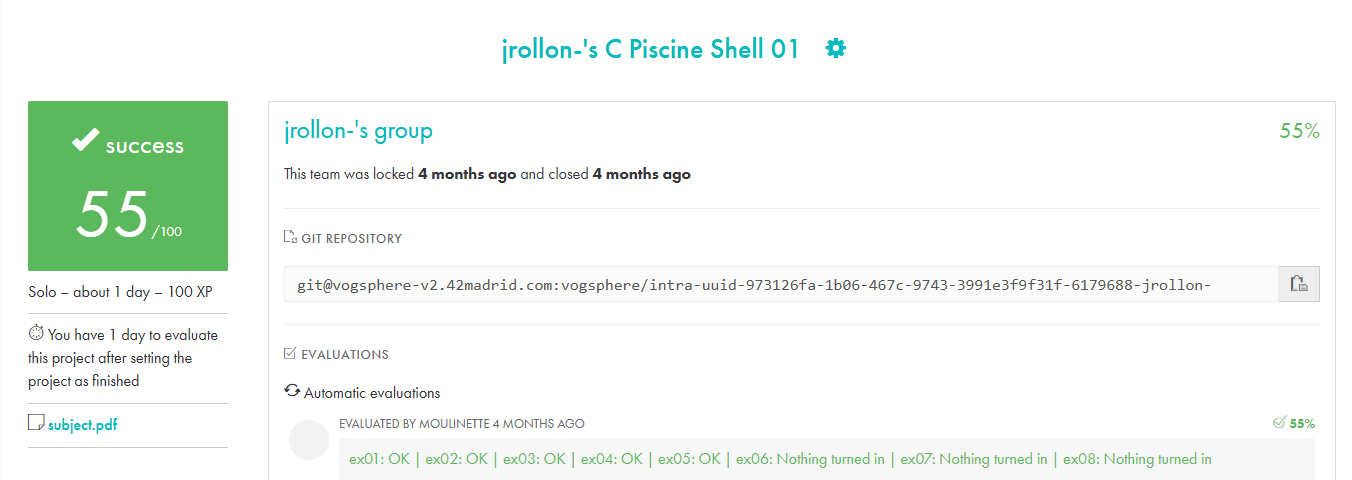 jrollon-'s C Piscine Shell 01
success
55 /100
Solo – about 1 day – 100 XP
You have 1 day to evaluate
this project after setting the
project as finished
subject.pdf
jrollon-'s group
55%
This team was locked 4 months ago and closed 4 months ago
GIT REPOSITORY
git@vogsphere-v2.42madrid.com:vogsphere/intra-uuid-973126fa-1b06-467c-9743-3991e3f9f31f-6179688-jrollon-
EVALUATIONS
Automatic evaluations
EVALUATED BY MOULINETTE 4 MONTHS AGO
55%
ex01: OK | ex02: OK | ex03: OK | ex04: OK | ex05: OK | ex06: Nothing turned in | ex07: Nothing turned in | ex08: Nothing turned in